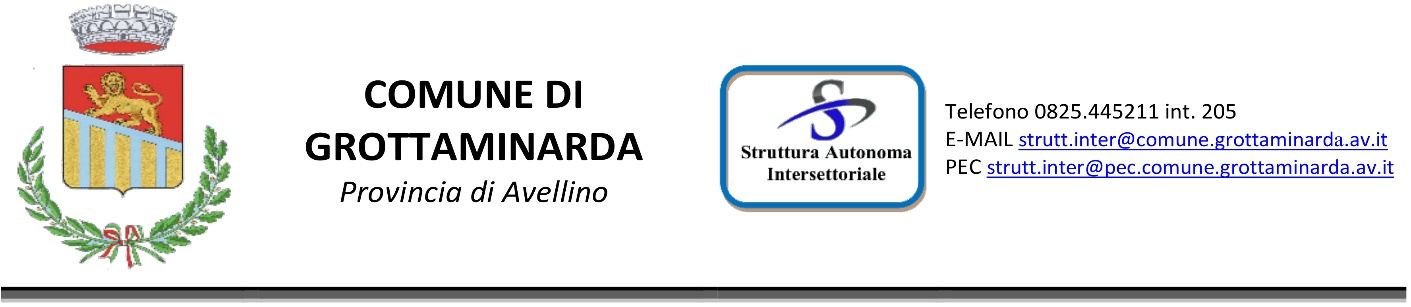 COMUNE DI
GROTTAMINARDA
Provincia di Avellino
S
Struttura Autonoma
Intersettoriale
Telefono 0825.445211 int. 205
E-MAIL strutt.inter@comune.grottaminarda.av.it
PEC strutt.inter@pec.comune.grottaminarda.av.it